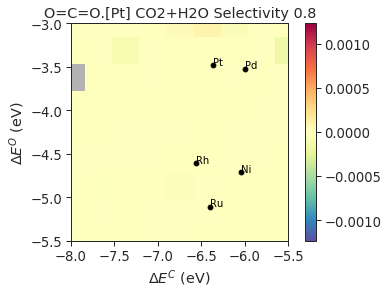 O=C=O.[Pt] CO2+H2O Selectivity 0.8
−3.0
−3.5
−4.0
−4.5
−5.0
−5.5
ΔE^O (eV)
Pt
Pd
Rh
Ni
Ru
−8.0 −7.5 −7.0 −6.5 −6.0 −5.5
ΔE^C (eV)
0.0010
0.0005
0.0000
−0.0005
−0.0010